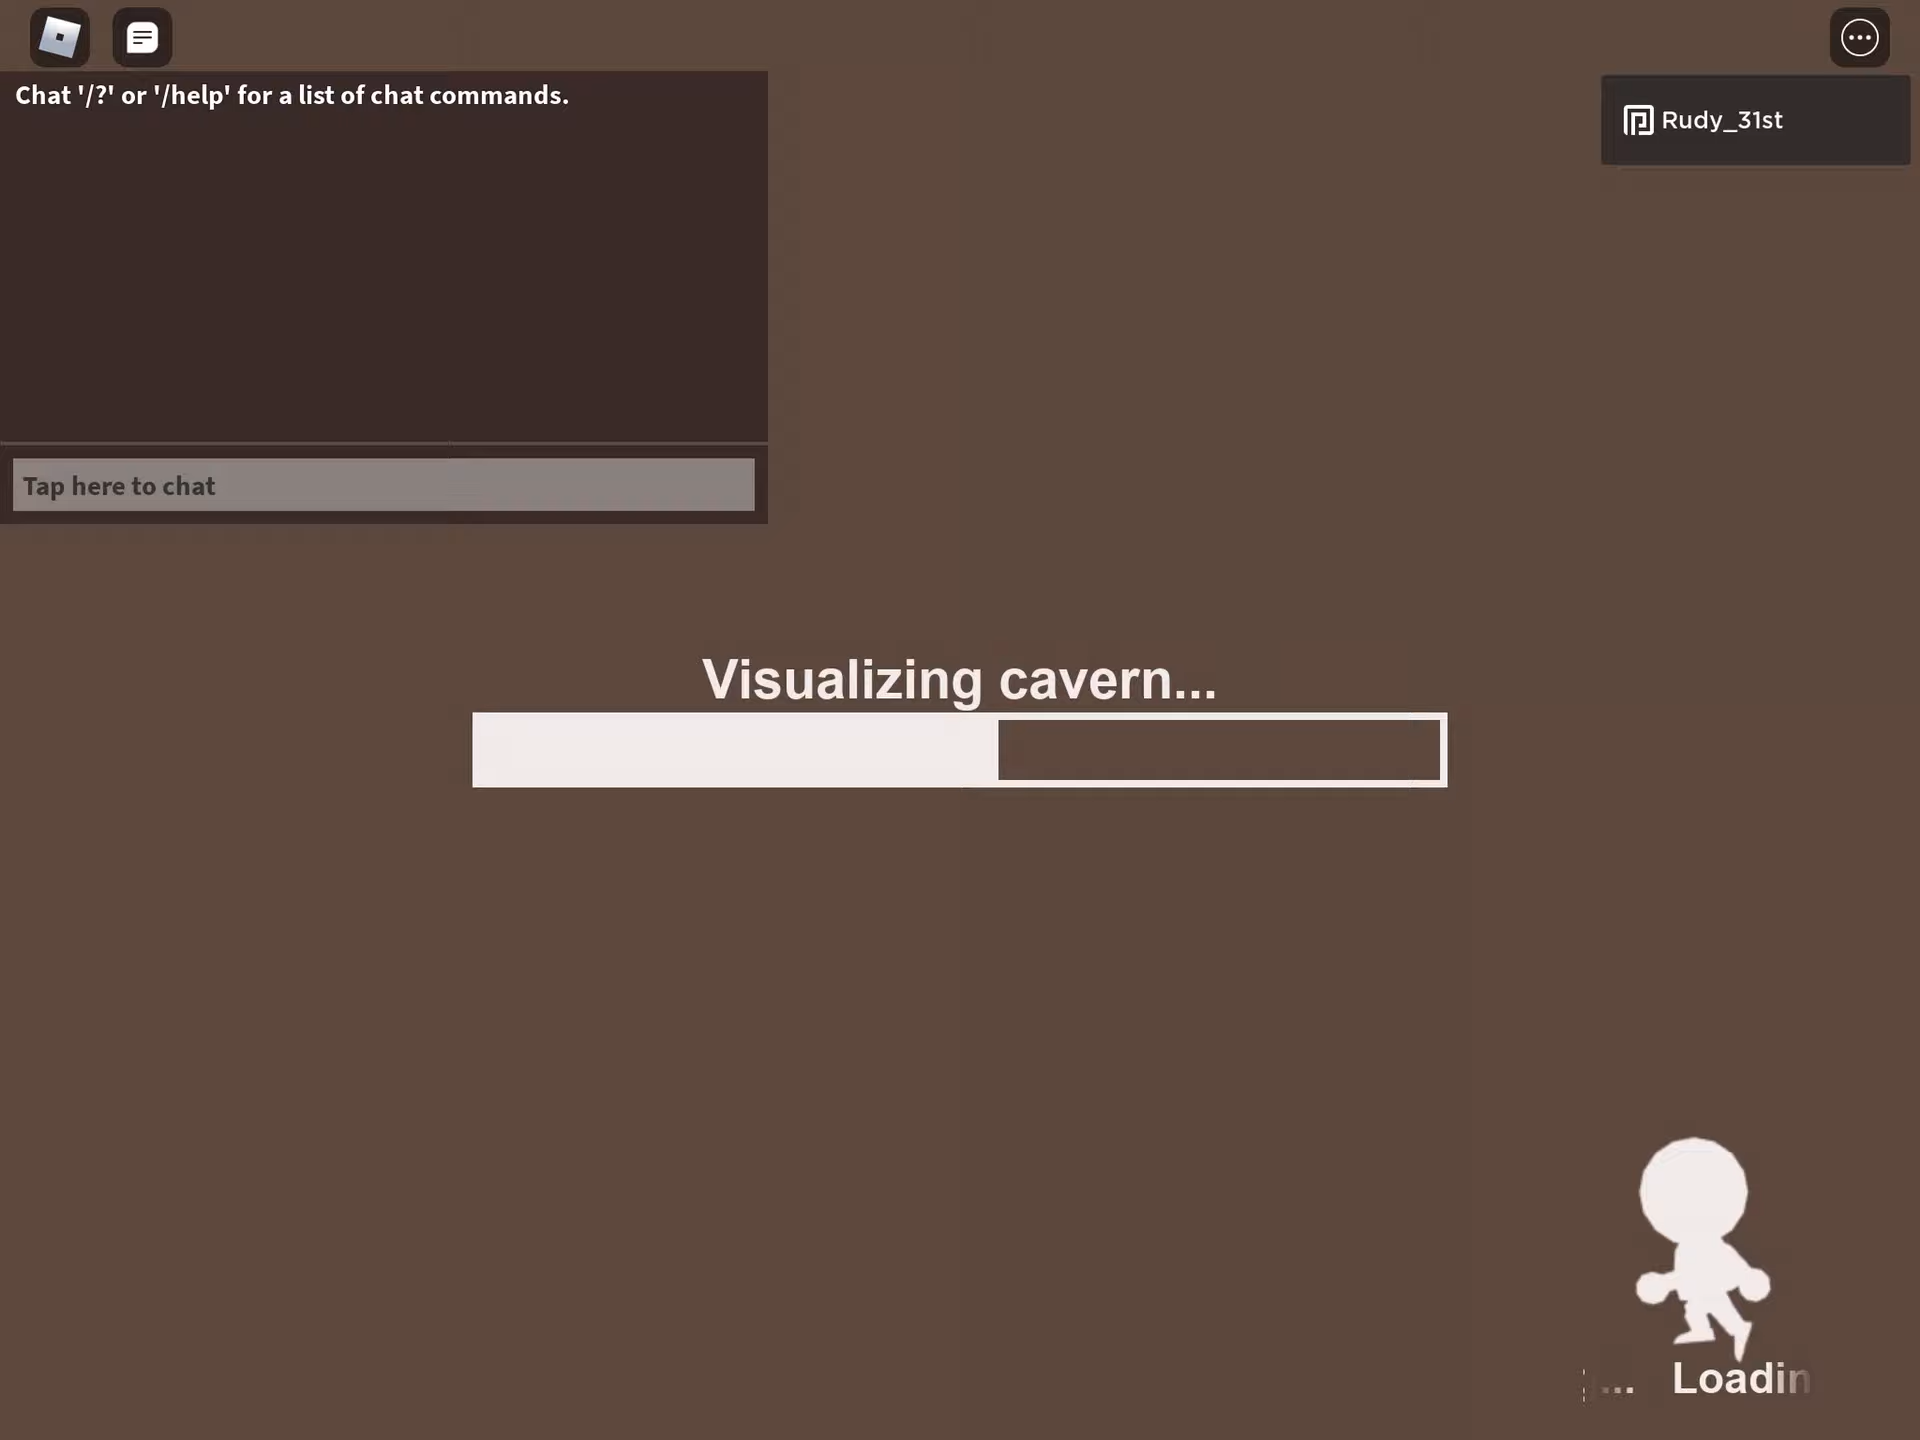 Chat '/?' or '/help' for a list of chat commands.
Rudy_31st
Tap here to chat
Visualizing cavern...
... Loadin